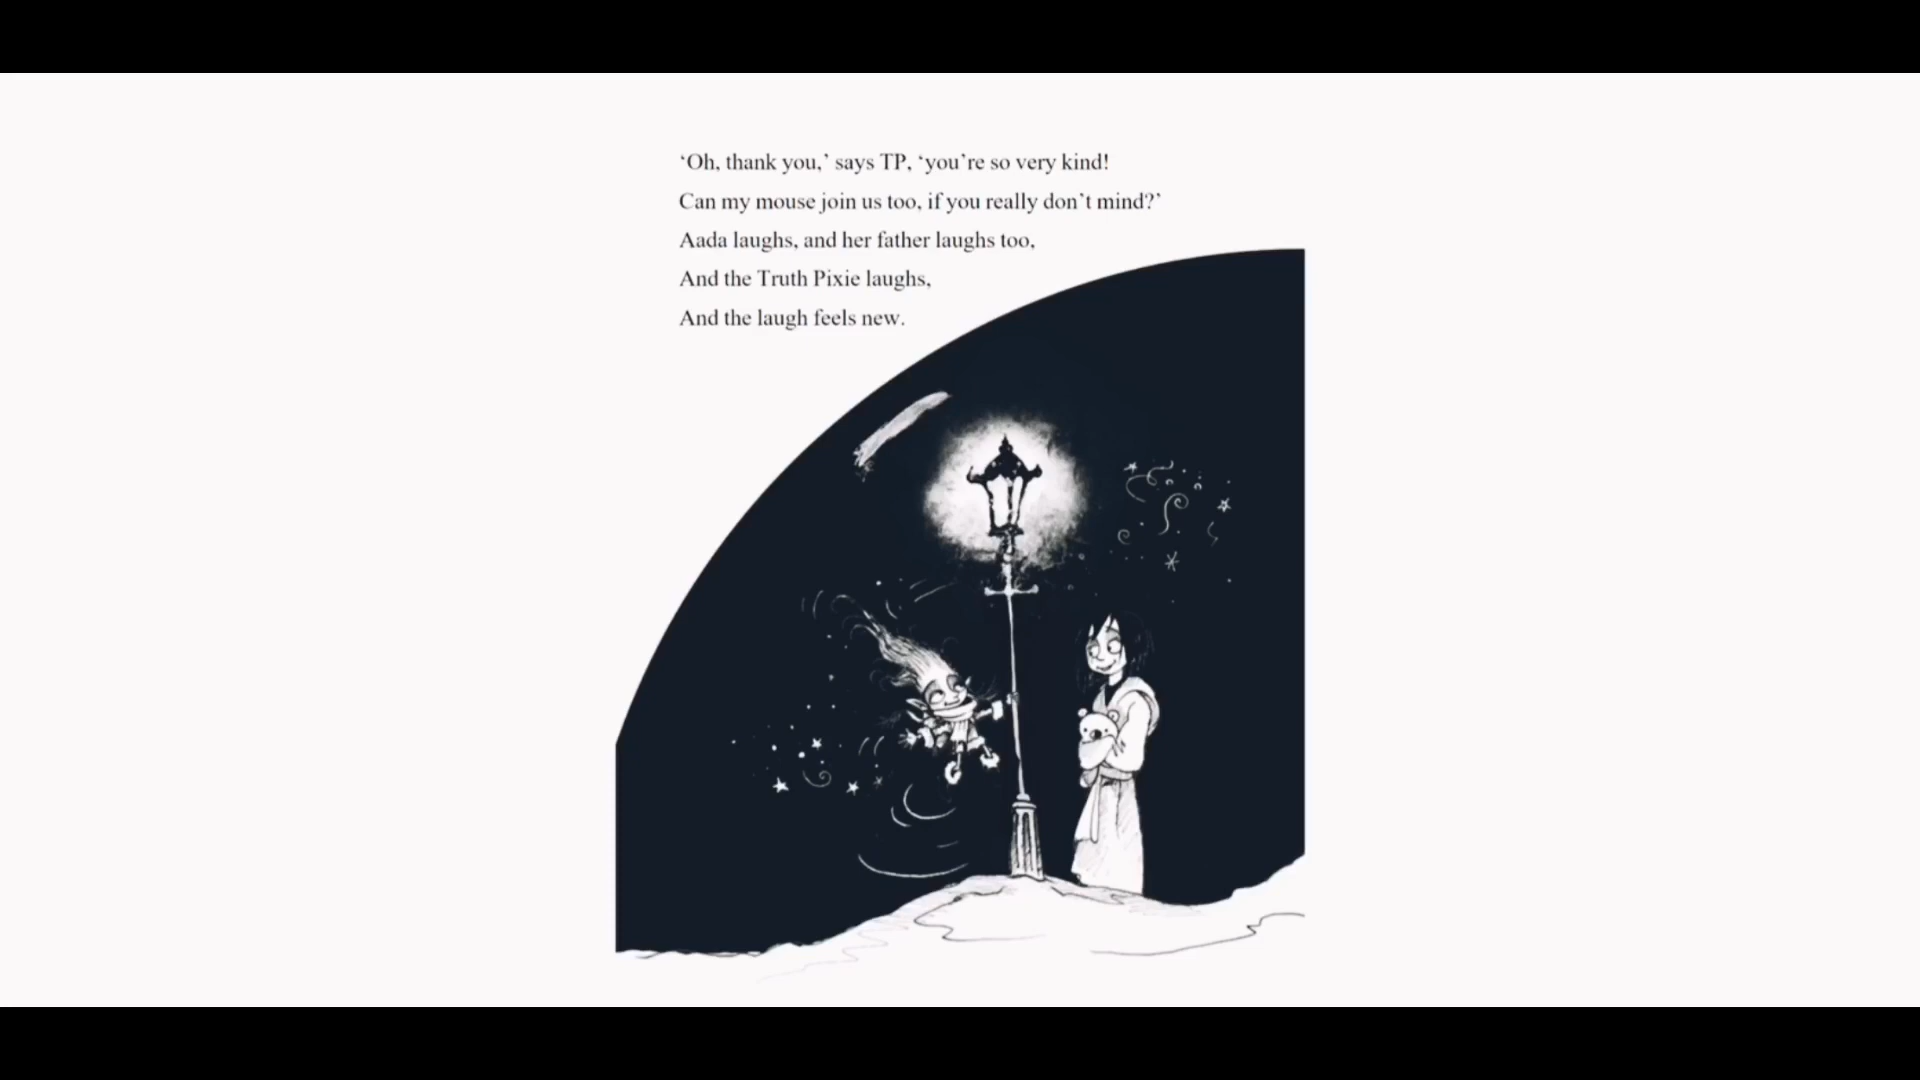 ‘Oh, thank you,’ says TP, ‘you’re so very kind!
Can my mouse join us too, if you really don’t mind?’
Aada laughs, and her father laughs too,
And the Truth Pixie laughs,
And the laugh feels new.